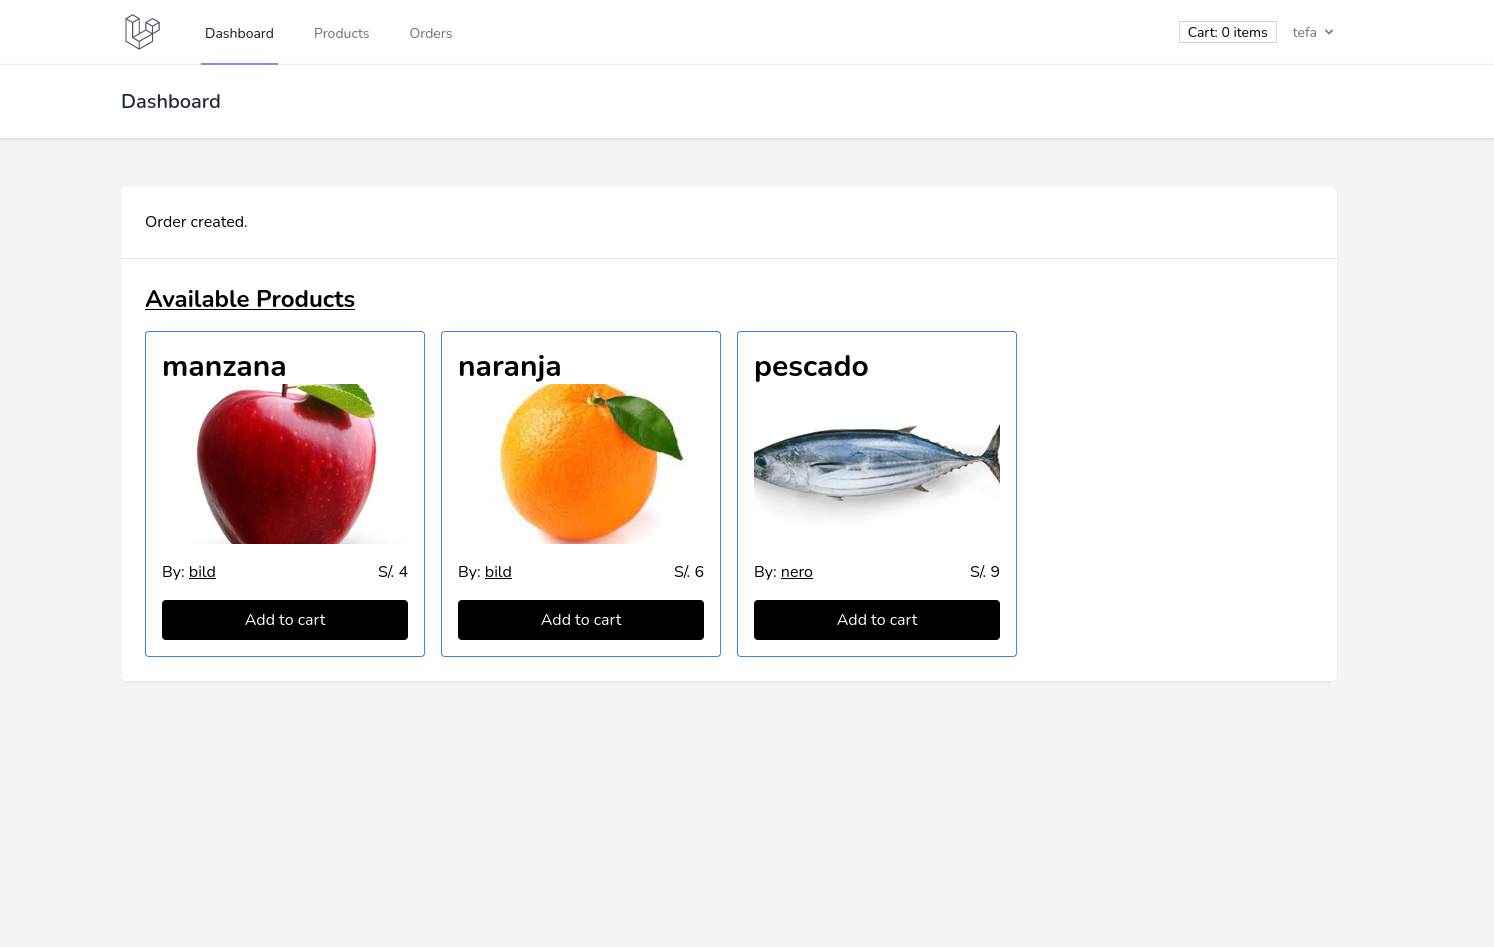 Dashboard Products Orders Cart: 0 items tefa
Dashboard
Order created.
Available Products
manzana
By: bild S/. 4
Add to cart
naranja
By: bild S/. 6
Add to cart
pescado
By: nero S/. 9
Add to cart